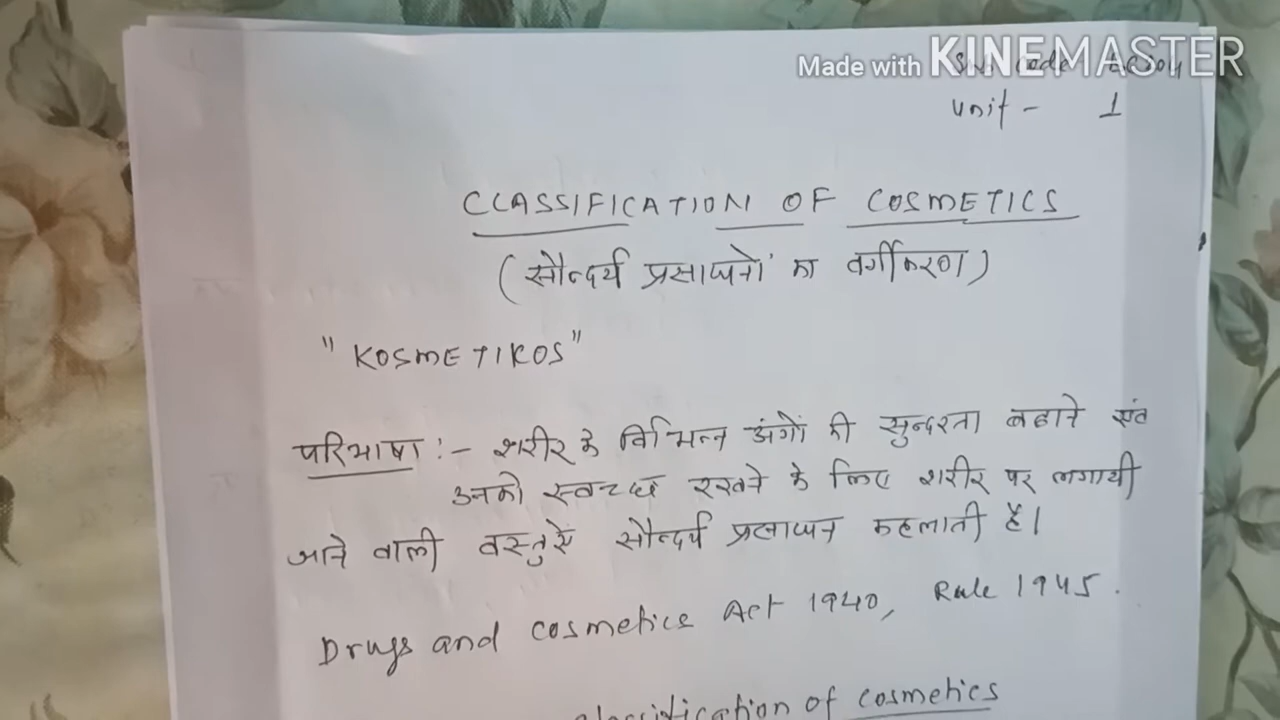 Made with KINEMASTER
Sub code
Unit - 1
CLASSIFICATION OF COSMETICS
(सौन्दर्य प्रसाधनों का वर्गीकरण)
"KOSMETIKOS"
परिभाषा :- शरीर के विभिन्न अंगों की सुन्दरता बढाने एंव
उनको स्वच्छ रखने के लिए शरीर पर लगायी
जाने वाली वस्तुऐं सौन्दर्य प्रसाधन कहलाती हैं।
Drugs and cosmetics Act 1940, Rule 1945.
classification of cosmetics